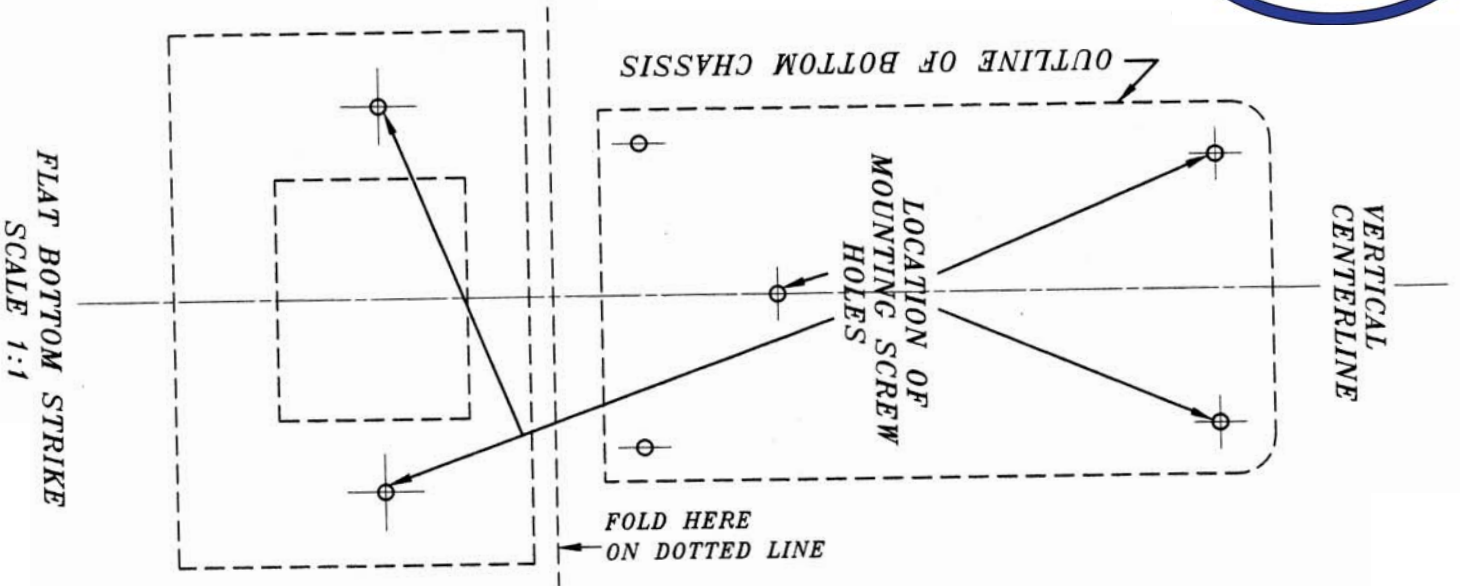 OUTLINE OF BOTTOM CHASSIS
VERTICAL
CENTERLINE
LOCATION OF
MOUNTING SCREW
HOLES
FLAT BOTTOM STRIKE
SCALE 1:1
FOLD HERE
ON DOTTED LINE